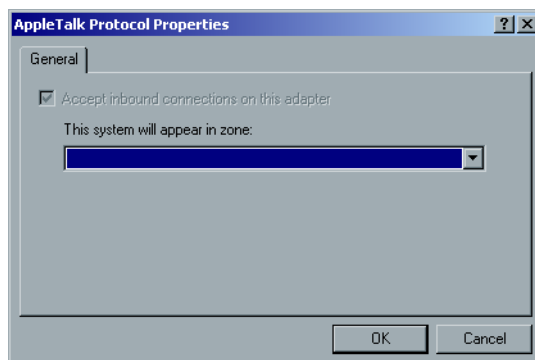 AppleTalk Protocol Properties
General
Accept inbound connections on this adapter
This system will appear in zone:
OK Cancel